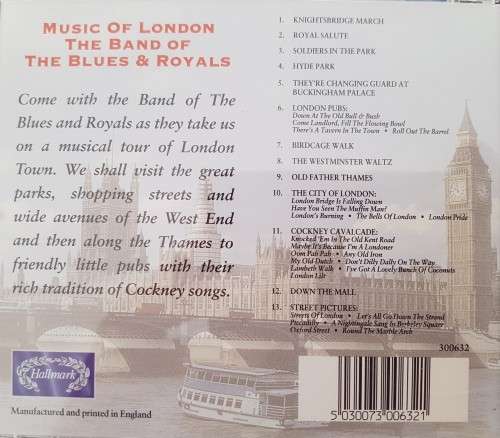 MUSIC OF LONDON
THE BAND OF
THE BLUES & ROYALS
Come with the Band of The
Blues and Royals as they take us
on a musical tour of London
Town. We shall visit the great
parks, shopping streets and
wide avenues of the West End
and then along the Thames to
friendly little pubs with their
rich tradition of Cockney songs.
Hallmark
Manufactured and printed in England
1. KNIGHTSBRIDGE MARCH
2. ROYAL SALUTE
3. SOLDIERS IN THE PARK
4. HYDE PARK
5. THEY'RE CHANGING GUARD AT
BUCKINGHAM PALACE
6. LONDON PUBS:
Down At The Old Bull & Bush
Come Landlord, Fill The Flowing Bowl
There's A Tavern In The Town • Roll Out The Barrel
7. BIRDCAGE WALK
8. THE WESTMINSTER WALTZ
9. OLD FATHER THAMES
10. THE CITY OF LONDON:
London Bridge Is Falling Down
Have You Seen The Muffin Man?
London's Burning • The Bells Of London • London Pride
11. COCKNEY CAVALCADE:
Knocked 'Em In The Old Kent Road
Maybe It's Because I'm A Londoner
Oom Pah Pah • Any Old Iron
My Old Dutch • Don't Dilly Dally On The Way
Lambeth Walk • I've Got A Lovely Bunch Of Coconuts
London Lilt
12. DOWN THE MALL
13. STREET PICTURES:
Streets Of London • Let's All Go Down The Strand
Piccadilly • A Nightingale Sang In Berkeley Square
Oxford Street • Round The Marble Arch
300632
5 030073 006321